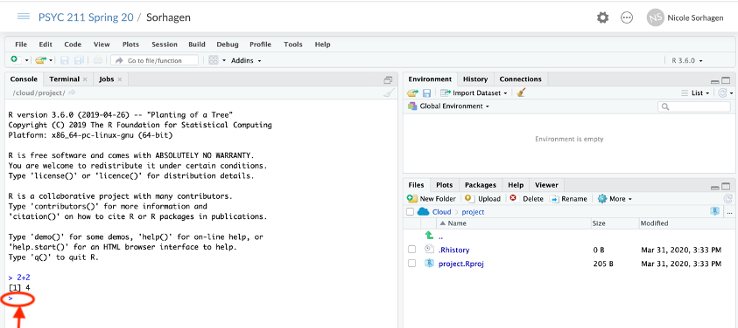 PSYC 211 Spring 20 / Sorhagen
NS Nicole Sorhagen
File Edit Code View Plots Session Build Debug Profile Tools Help
Go to file/function Addins R 3.6.0
Console Terminal × Jobs ×
/cloud/project/
R version 3.6.0 (2019-04-26) -- "Planting of a Tree"
Copyright (C) 2019 The R Foundation for Statistical Computing
Platform: x86_64-pc-linux-gnu (64-bit)
R is free software and comes with ABSOLUTELY NO WARRANTY.
You are welcome to redistribute it under certain conditions.
Type 'license()' or 'licence()' for distribution details.
R is a collaborative project with many contributors.
Type 'contributors()' for more information and
'citation()' on how to cite R or R packages in publications.
Type 'demo()' for some demos, 'help()' for on-line help, or
'help.start()' for an HTML browser interface to help.
Type 'q()' to quit R.
> 2+2
[1] 4
>
Environment History Connections
Import Dataset List
Global Environment
Environment is empty
Files Plots Packages Help Viewer
New Folder Upload Delete Rename More
Cloud project R ...
Name Size Modified
..
.Rhistory 0 B Mar 31, 2020, 3:33 PM
project.Rproj 205 B Mar 31, 2020, 3:33 PM